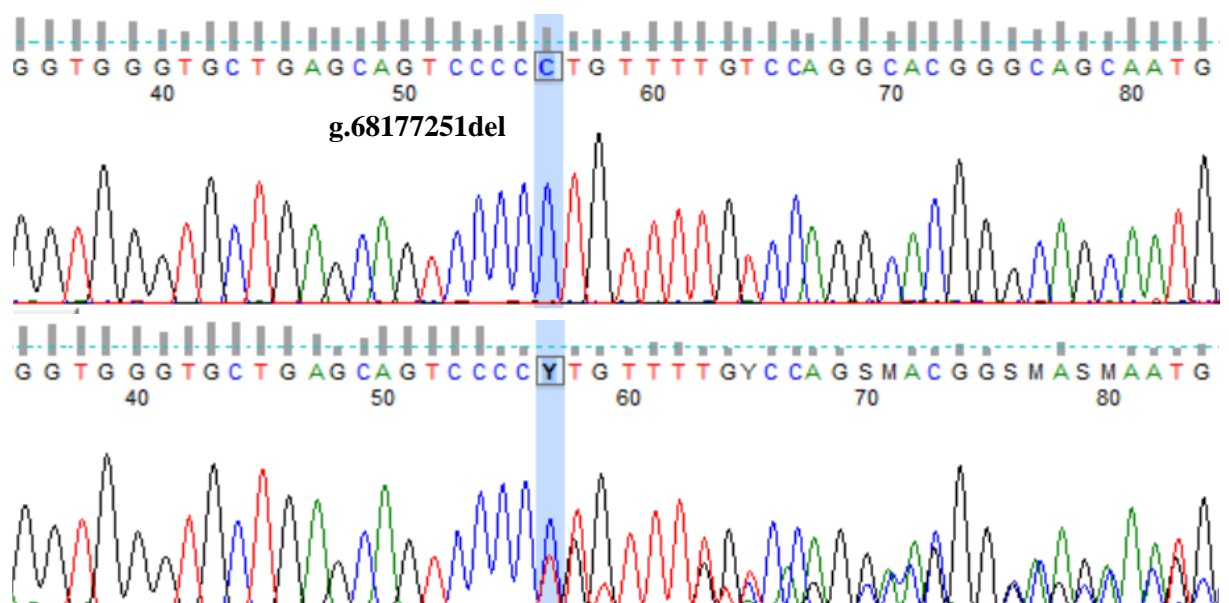 G G T G G G T G C T G A G C A G T C C C C C T G T T T T G T C C A G G C A C G G G C A G C A A T G
40 50 60 70 80
g.68177251del
G G T G G G T G C T G A G C A G T C C C C Y T G T T T T G Y C C A G S M A C G G S M A S M A A T G
40 50 60 70 80